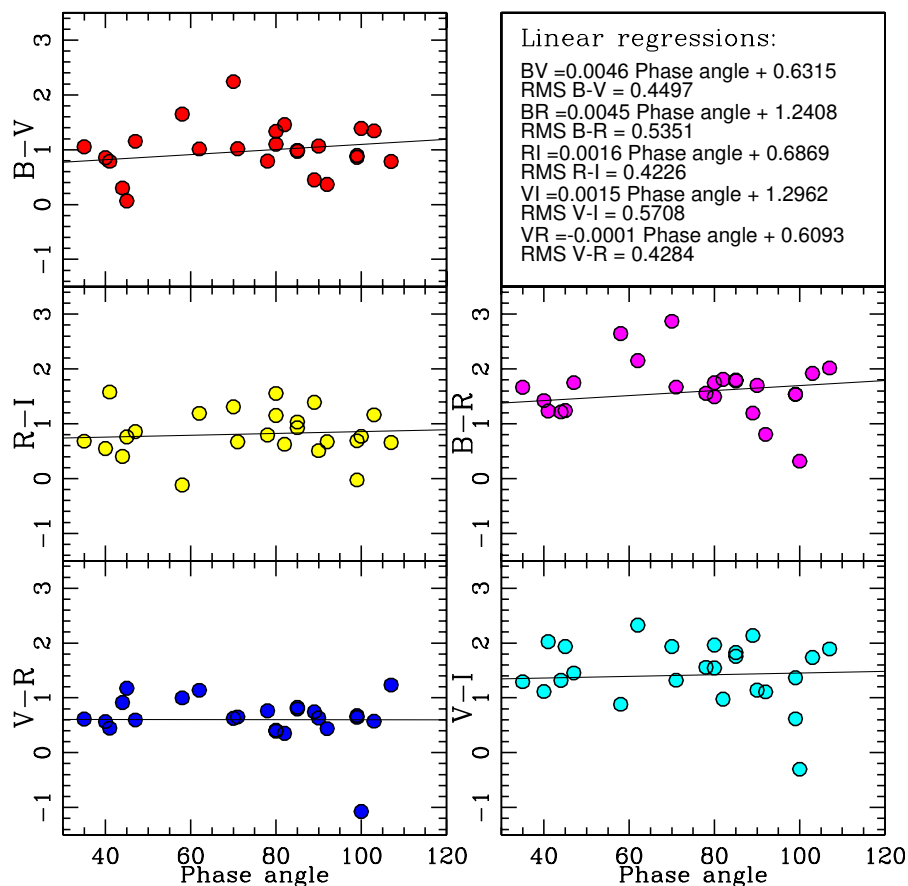 3
2
1
0
−1
B−V
Linear regressions:
BV =0.0046 Phase angle + 0.6315
RMS B-V = 0.4497
BR =0.0045 Phase angle + 1.2408
RMS B-R = 0.5351
RI =0.0016 Phase angle + 0.6869
RMS R-I = 0.4226
VI =0.0015 Phase angle + 1.2962
RMS V-I = 0.5708
VR =-0.0001 Phase angle + 0.6093
RMS V-R = 0.4284
3
2
1
0
−1
R−I
3
2
1
0
−1
B−R
3
2
1
0
−1
V−R
40 60 80 100 120
Phase angle
3
2
1
0
−1
V−I
40 60 80 100 120
Phase angle